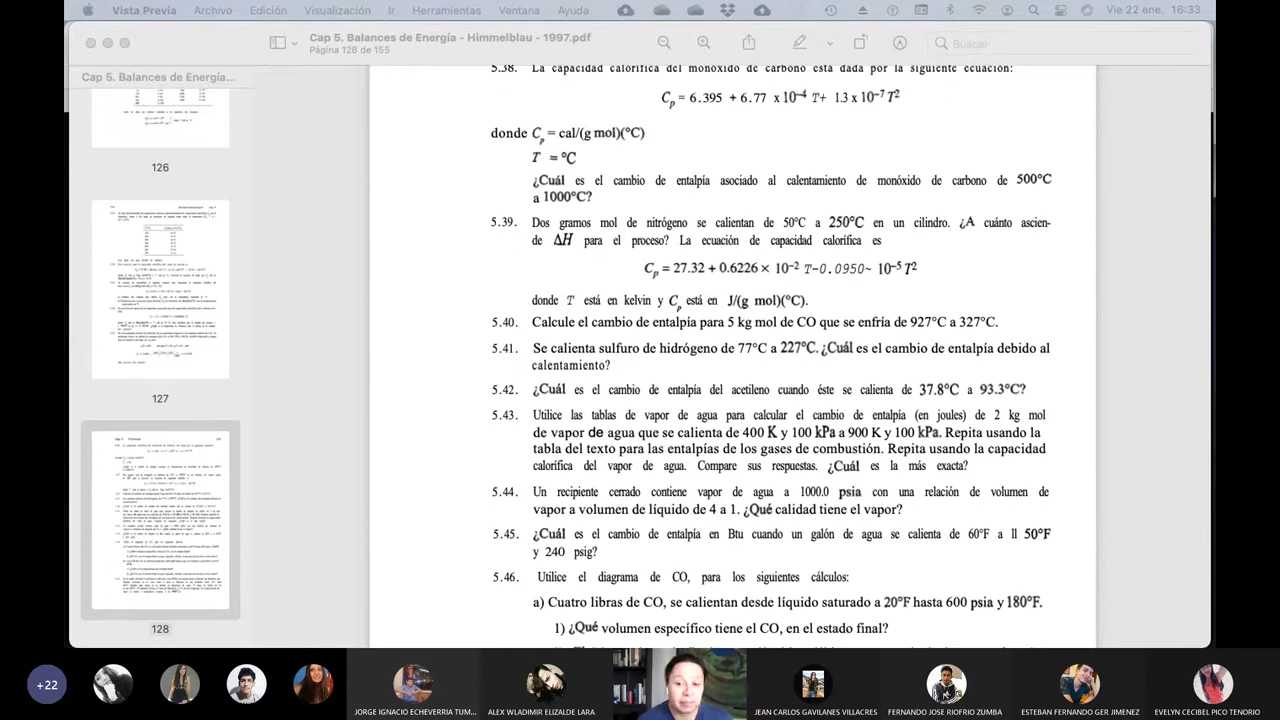 Vista Previa Archivo Edición Visualización Ir Herramientas Ventana Ayuda Vie 22 ene. 16:33
Cap 5. Balances de Energía - Himmelblau - 1997.pdf
Página 128 de 155
Buscar
Cap 5. Balances de Energía...
126
127
128
5.38. La capacidad calorífica del monóxido de carbono está dada por la siguiente ecuación:
C_p = 6.395 + 6.77 x 10^-4 T+ 1.3 x 10^-7 T^2
donde C_p = cal/(g mol)(°C)
T = °C
¿Cuál es el cambio de entalpía asociado al calentamiento de monóxido de carbono de 500°C
a 1000°C?
5.39. Dos gramos mol de nitrógeno se calientan de 50°C a 250°C en un cilindro. ¿A cuánto ascien-
de ΔH para el proceso? La ecuación de capacidad calorífica es
C_p = 27.32 + 0.6226 × 10^-2 T-0.0950~ 10^-5 T^2
donde T está en kelvin y C_p está en J/(g mol)(°C).
5.40. Calcule el cambio de entalpía para 5 kg mol de CO que se enfría de 927°C a 327°C.
5.41. Se calienta sulfuro de hidrógeno de 77°C a 227°C. ¿Cuál es el cambio de entalpía debido al
calentamiento?
5.42. ¿Cuál es el cambio de entalpía del acetileno cuando éste se calienta de 37.8°C a 93.3°C?
5.43. Utilice las tablas de vapor de agua para calcular el cambio de entalpía (en joules) de 2 kg mol
de vapor de agua que se calienta de 400 K y 100 kPa a 900 K y 100 kPa. Repita usando la
tabla del texto para las entalpías de los gases de combustión. Repita usando la capacidad
calorífica del vapor de agua. Compare sus respuestas. ¿Cuál es la más exacta?
5.44. Un recipiente cerrado contiene vapor de agua a 1000.0 psia con una relación de volumen de
vapor a volumen de líquido de 4 a 1. ¿Qué calidad tiene el vapor?
5.45. ¿Cuál es el cambio de entalpía en Btu cuando un galón de agua se calienta de 60°F a ll 50°F
y 240 psig?
5.46. Utilice el diagrama de CO, para los siguientes cálculos.
a) Cuatro libras de CO, se calientan desde líquido saturado a 20°F hasta 600 psia y 180°F.
1) ¿Qué volumen específico tiene el CO, en el estado final?
+22
JORGE IGNACIO ECHEVERRIA TUM...
ALEX WLADIMIR ELIZALDE LARA
JEAN CARLOS GAVILANES VILLACRES
FERNANDO JOSE RIOFRIO ZUMBA
ESTEBAN FERNANDO GER JIMENEZ
EVELYN CECIBEL PICO TENORIO